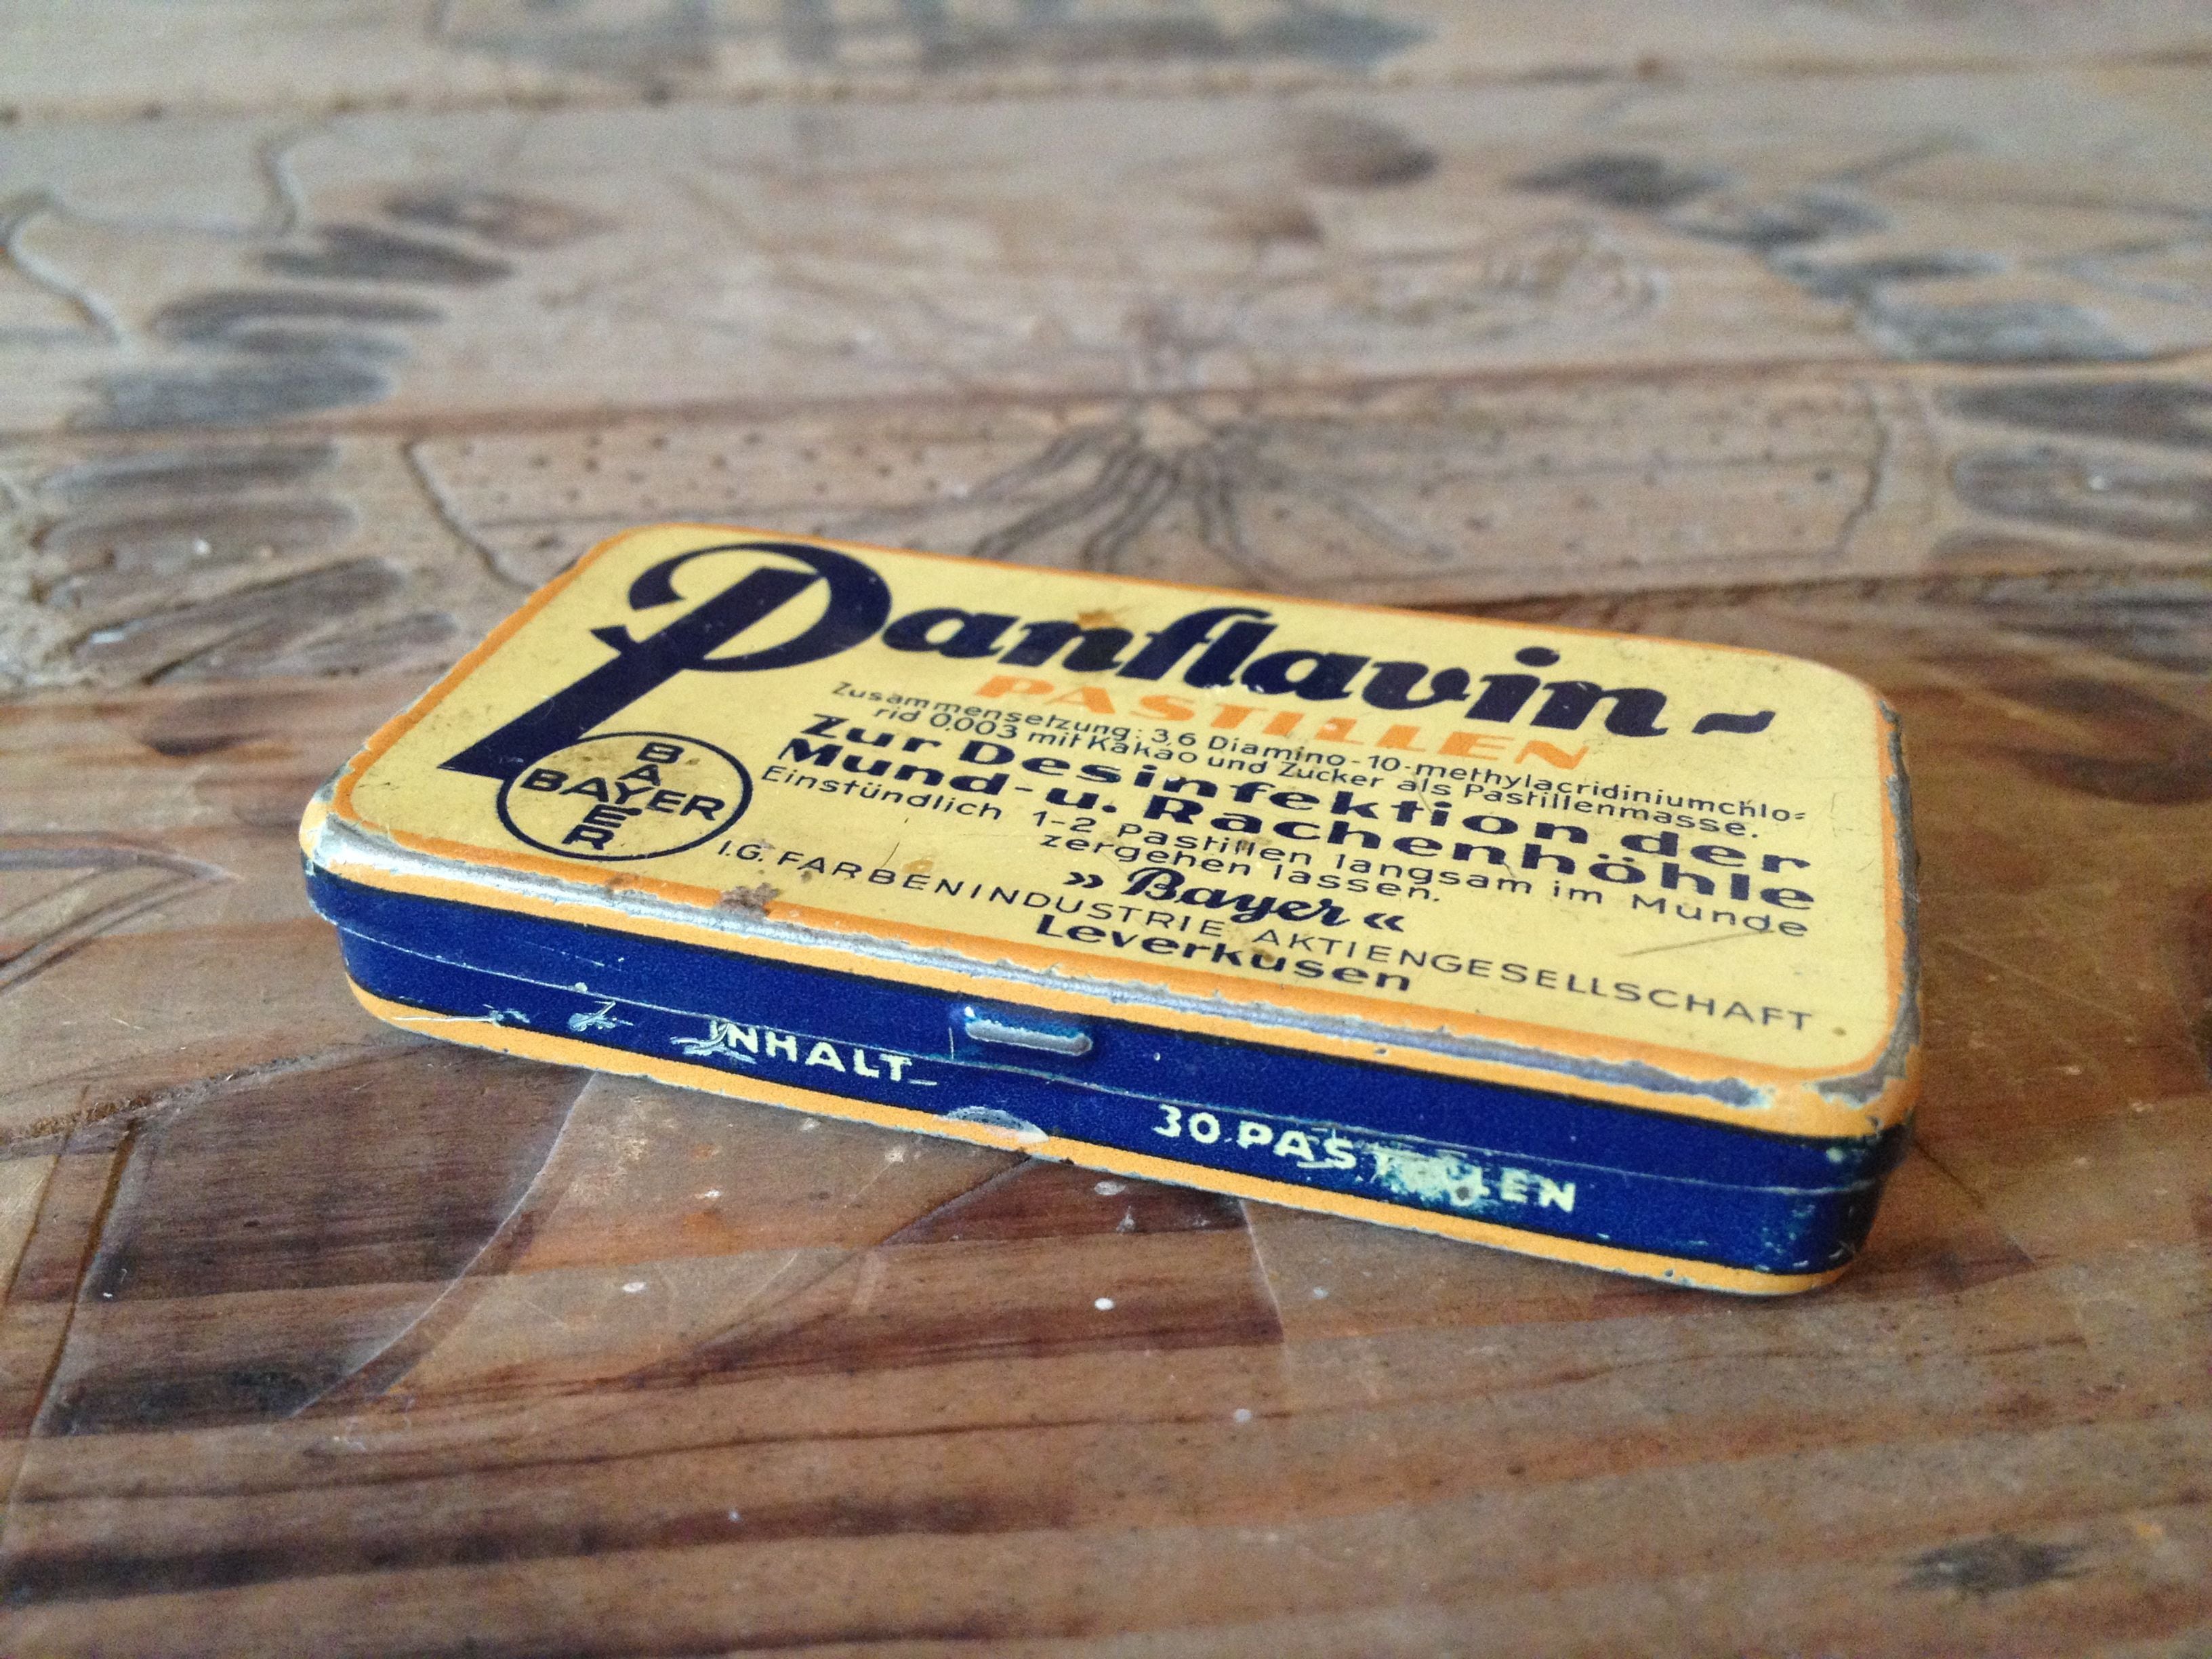 Panflavin-
PASTILLEN
Zusammensetzung: 3,6 Diamino-10-methylacridiniumchlo-
rid 0,003 mit Kakao und Zucker als Pastillenmasse.
Zur Desinfektion der
Mund- u. Rachenhöhle
Einstündlich 1-2 Pastillen langsam im Munde
zergehen lassen.
» Bayer «
I.G. FARBENINDUSTRIE AKTIENGESELLSCHAFT
Leverkusen
BAYER
BAYER
INHALT
30 PASTILLEN